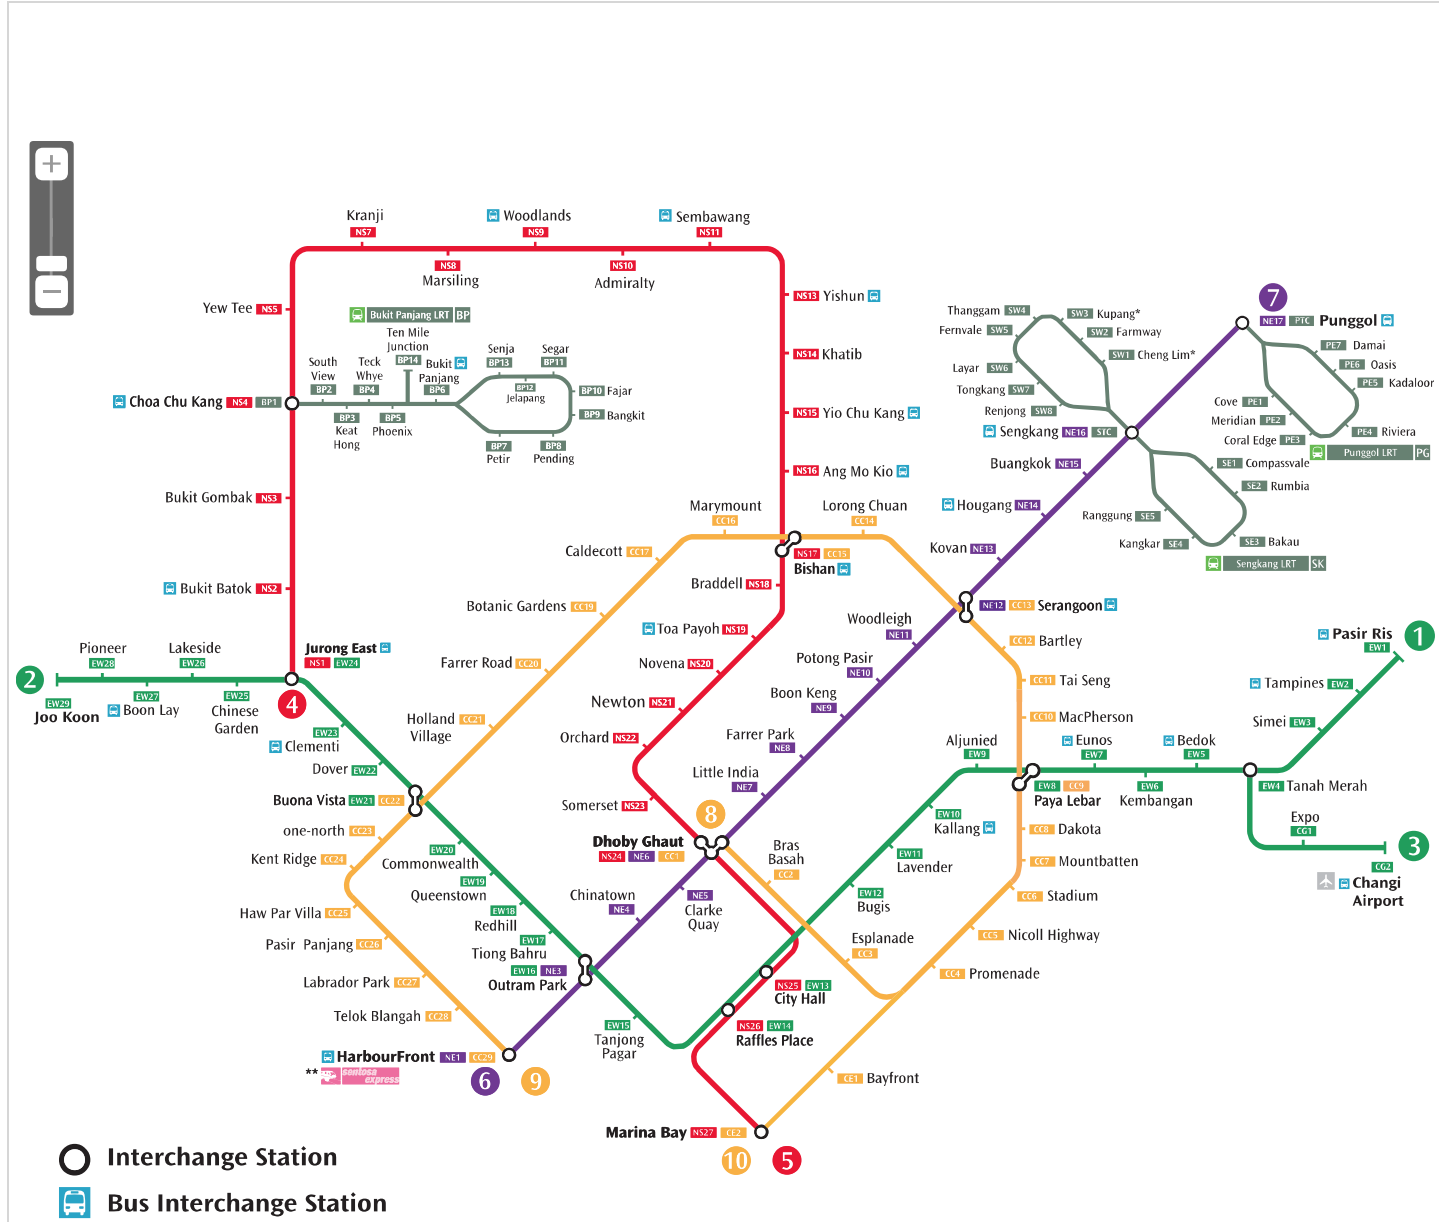 Kranji
NS7
Woodlands
NS9
Sembawang
NS11
NS8
Marsiling
NS10
Admiralty
Yew Tee NS5
NS13 Yishun
NS14 Khatib
NS15 Yio Chu Kang
NS16 Ang Mo Kio
Bukit Panjang LRT BP
Ten Mile
Junction
BP14
South
View
BP2
Teck
Whye
BP4
Bukit
Panjang
BP6
Senja
BP13
Segar
BP11
BP12
Jelapang
BP10 Fajar
BP9 Bangkit
Choa Chu Kang NS4 BP1
BP3
Keat
Hong
BP5
Phoenix
BP7
Petir
BP8
Pending
Bukit Gombak NS3
Bukit Batok NS2
Thanggam SW4
SW3 Kupang*
Fernvale SW5
SW2 Farmway
SW1 Cheng Lim*
Layar SW6
Tongkang SW7
Renjong SW8
Sengkang NE16 STC
7
NE17 PTC Punggol
PE7 Damai
PE6 Oasis
PE5 Kadaloor
Cove PE1
Meridian PE2
Coral Edge PE3
PE4 Riviera
Punggol LRT PG
Buangkok NE15
SE1 Compassvale
SE2 Rumbia
Hougang NE14
Ranggung SE5
Kangkar SE4
SE3 Bakau
Sengkang LRT SK
Kovan NE13
Marymount
CC16
Lorong Chuan
CC14
Caldecott CC17
NS17 CC15
Bishan
Braddell NS18
Botanic Gardens CC19
Toa Payoh NS19
Woodleigh
NE11
NE12 CC13 Serangoon
CC12 Bartley
Farrer Road CC20
Novena NS20
Potong Pasir
NE10
CC11 Tai Seng
Pasir Ris
EW1
1
Pioneer
EW28
Lakeside
EW26
Jurong East
NS1 EW24
2
EW29
Joo Koon
EW27
Boon Lay
EW25
Chinese
Garden
4
Newton NS21
Boon Keng
NE9
CC10 MacPherson
Tampines EW2
Simei EW3
Holland
Village
CC21
EW23
Clementi
Dover EW22
Orchard NS22
Farrer Park
NE8
Aljunied
EW9
Eunos
EW7
Bedok
EW5
Little India
NE7
Buona Vista EW21 CC22
Somerset NS23
8
EW8 CC9
Paya Lebar
EW6
Kembangan
EW4 Tanah Merah
EW10
Kallang
one-north CC23
CC8 Dakota
Expo
CG1
3
CG2
Changi
Airport
Dhoby Ghaut
NS24 NE6 CC1
Bras
Basah
CC2
EW11
Lavender
Kent Ridge CC24
EW20
Commonwealth
CC7 Mountbatten
EW19
Queenstown
Chinatown
NE4
NE5
Clarke
Quay
EW12
Bugis
CC6 Stadium
Haw Par Villa CC25
EW18
Redhill
Esplanade
CC3
CC5 Nicoll Highway
Pasir Panjang CC26
EW17
Tiong Bahru
EW16 NE3
Outram Park
CC4 Promenade
Labrador Park CC27
NS25 EW13
City Hall
Telok Blangah CC28
EW15
Tanjong
Pagar
NS26 EW14
Raffles Place
HarbourFront NE1 CC29
** sentosa
express
6
9
CE1 Bayfront
Marina Bay NS27 CE2
10
5
Interchange Station
Bus Interchange Station